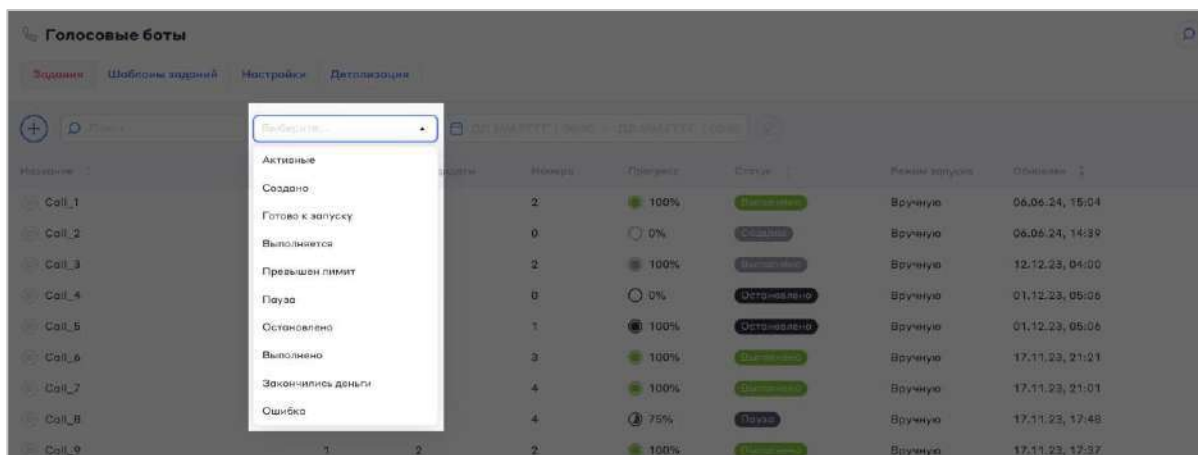 Голосовые боты
Задания Шаблоны заданий Настройки Детализация
Поиск... Выберите... ДД.ММ.ГГГГ
Название Номера Прогресс Статус Режим запуска Обновлен
Активные
Создано
Готово к запуску
Выполняется
Превышен лимит
Пауза
Остановлено
Выполнено
Закончились деньги
Ошибка
Call_1 2 100% Выполнено Вручную 06.06.24, 15:04
Call_2 0 0% Создано Вручную 06.06.24, 14:39
Call_3 2 100% Выполнено Вручную 12.12.23, 04:00
Call_4 0 0% Остановлено Вручную 01.12.23, 05:06
Call_5 1 100% Остановлено Вручную 01.12.23, 05:06
Call_6 3 100% Выполнено Вручную 17.11.23, 21:21
Call_7 4 100% Выполнено Вручную 17.11.23, 21:01
Call_8 4 75% Пауза Вручную 17.11.23, 17:48
Call_9 1 2 2 100% Выполнено Вручную 17.11.23, 17:37